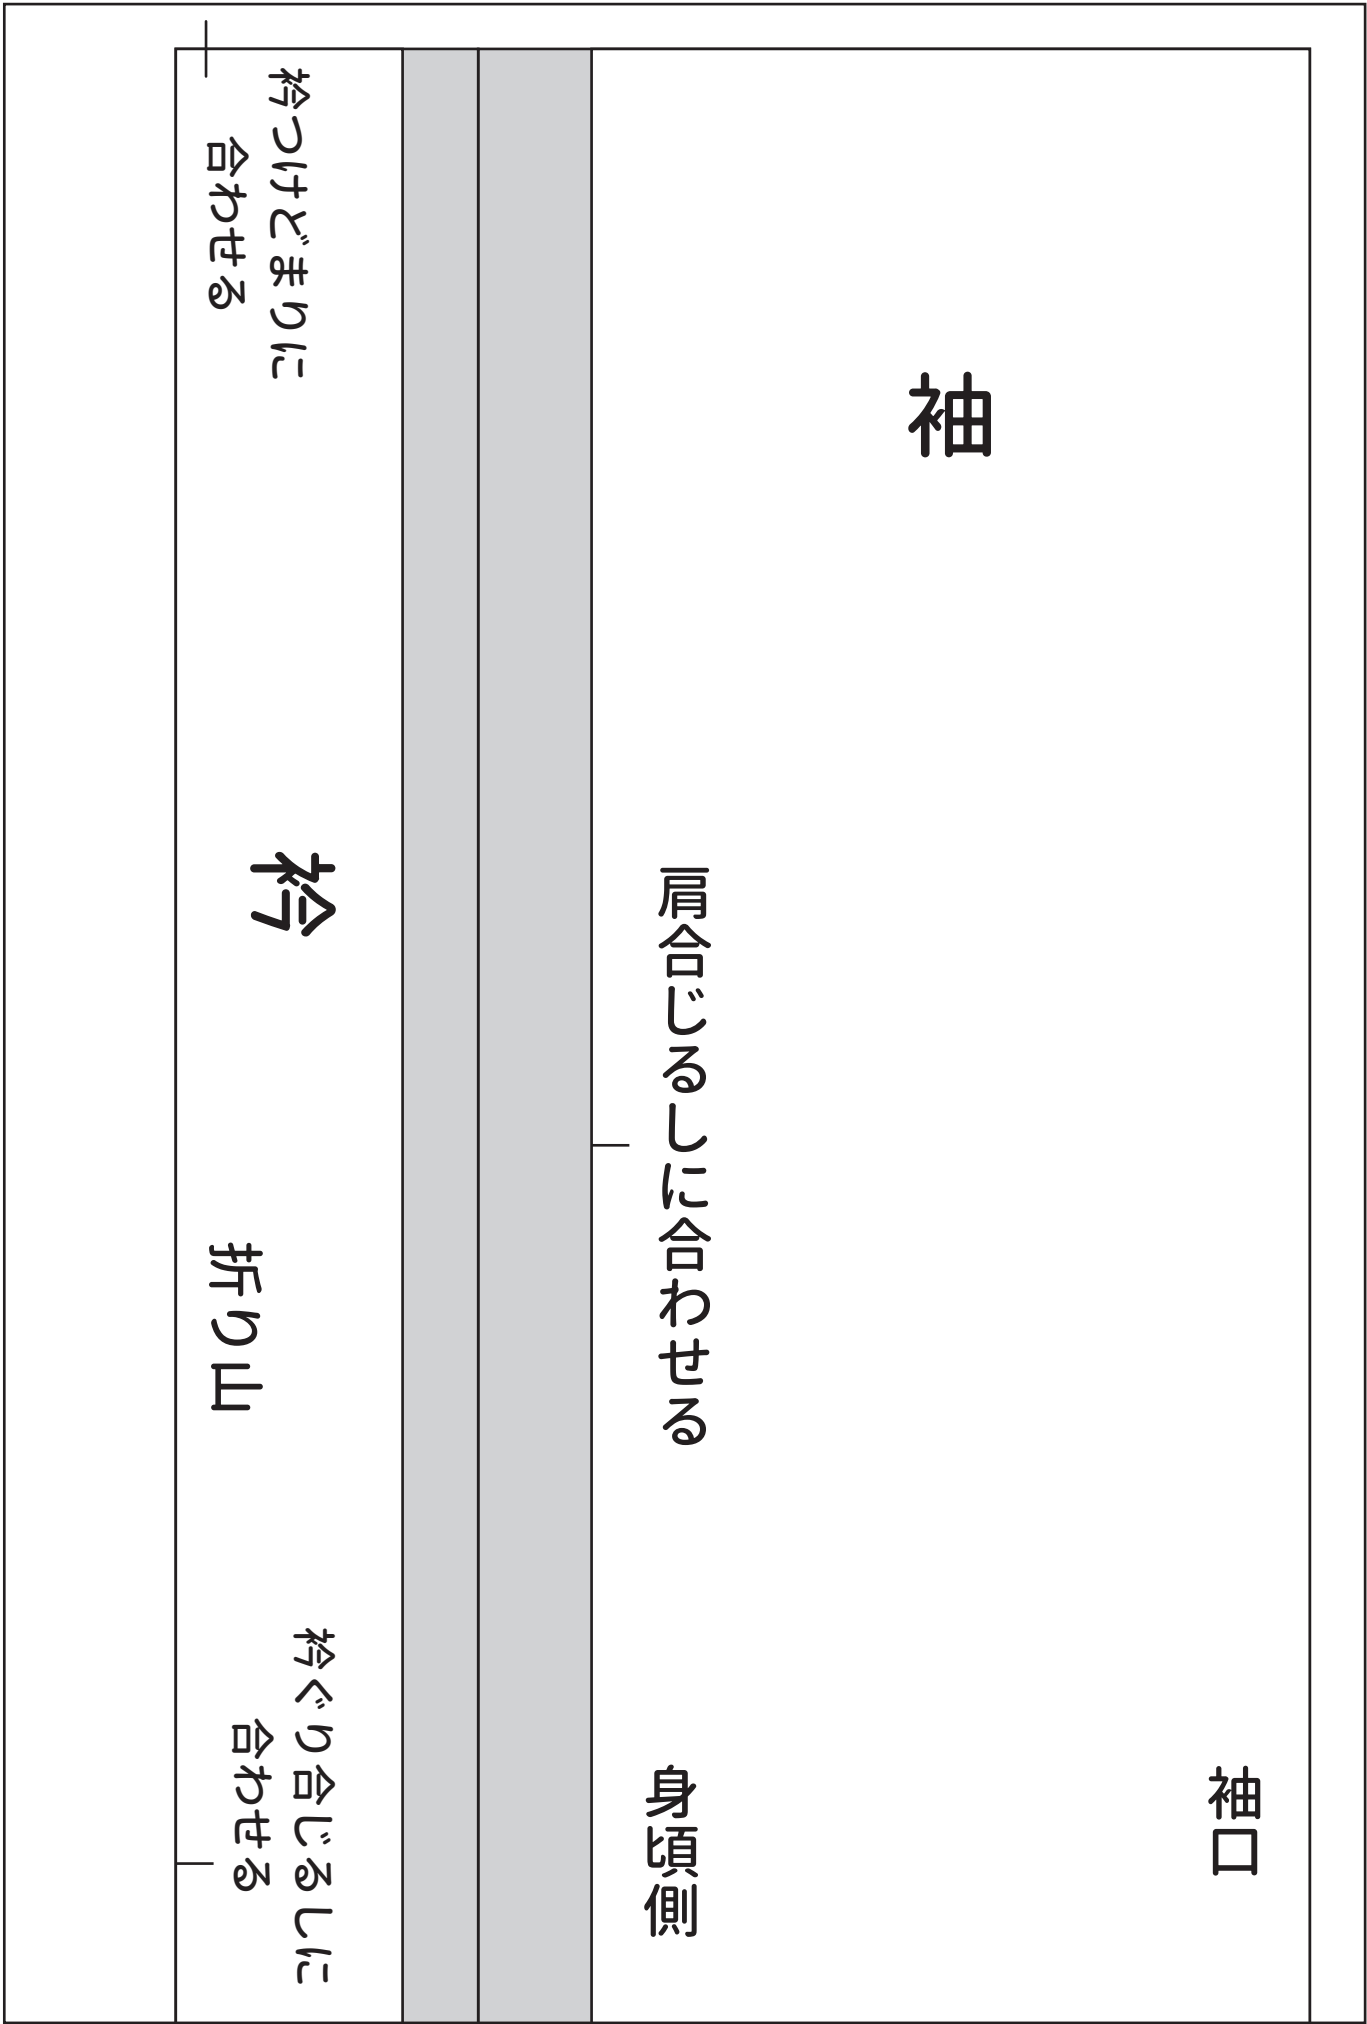 袖
肩合じるしに合わせる
身頃側
袖口
衿つけどまりに
合わせる
衿
折り山
衿ぐり合じるしに
合わせる